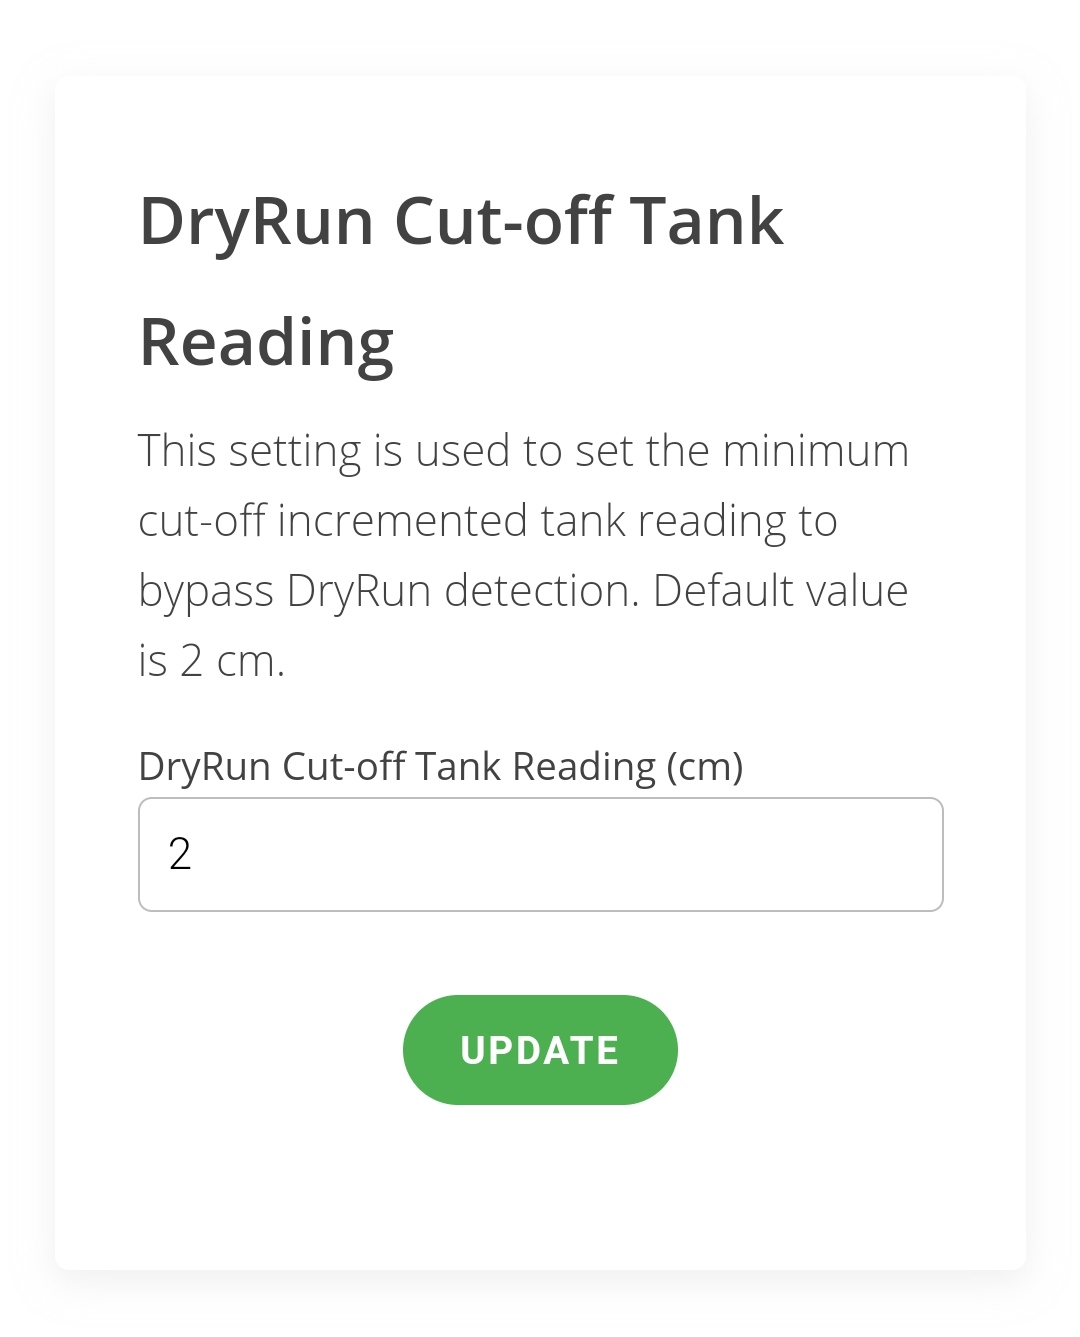 DryRun Cut-off Tank
Reading
This setting is used to set the minimum
cut-off incremented tank reading to
bypass DryRun detection. Default value
is 2 cm.
DryRun Cut-off Tank Reading (cm)
2
UPDATE